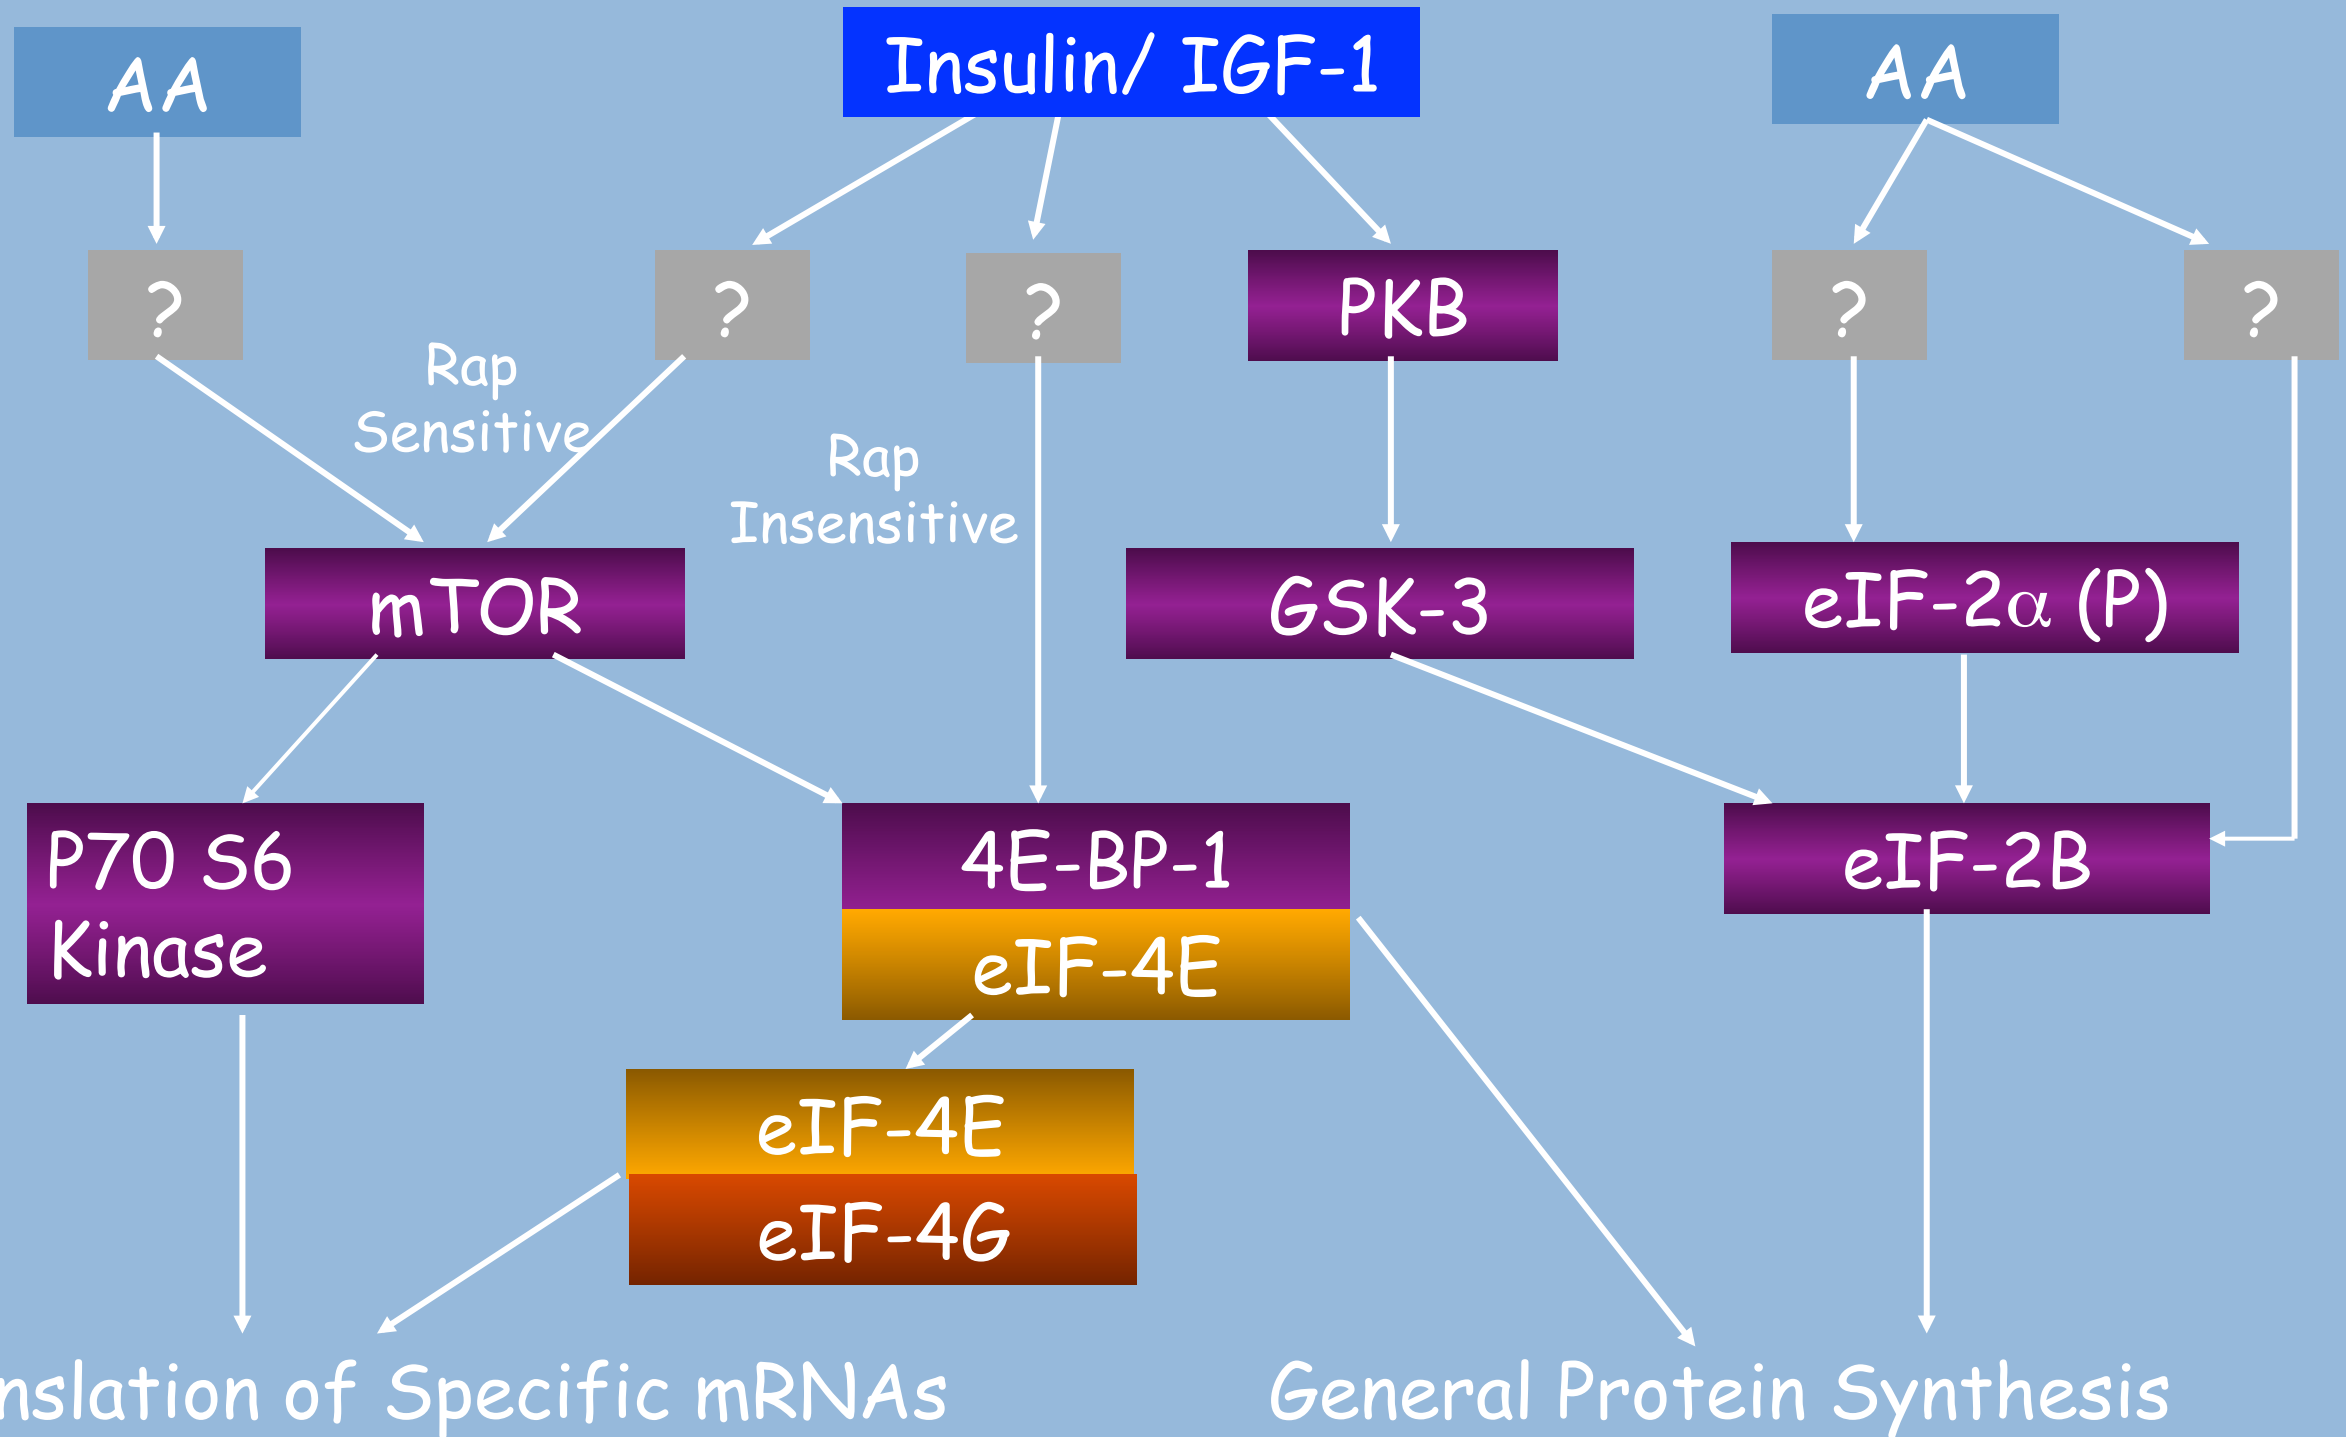 AA
Insulin/ IGF-1
AA
?
?
?
PKB
?
?
Rap
Sensitive
Rap
Insensitive
mTOR
GSK-3
eIF-2α (P)
P70 S6
Kinase
4E-BP-1
eIF-4E
eIF-2B
eIF-4E
eIF-4G
nslation of Specific mRNAs
General Protein Synthesis